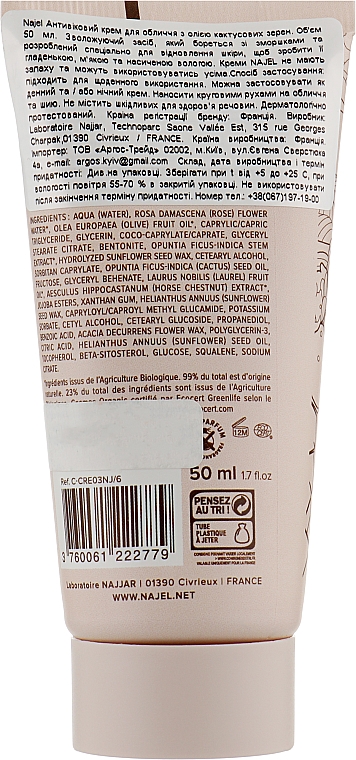 Najel Антивіковий крем для обличчя з олією кактусових зерен. Об'єм
50 мл. Зволожуючий засіб, який бореться зі зморшками та
розроблений спеціально для відновлення шкіри, щоб зробити її
гладенькою, м'якою та насиченою вологою. Креми NAJEL не мають
запаху та можуть використовуватись усіма.Спосіб застосування:
підходить для щоденного використання. Можна застосовувати як
денний та / або нічний крем. Наносити круговими рухами на обличчя
та шию. Не містить шкідливих для здоров'я речовин. Дерматологічно
протестований. Країна реєстрації бренду: Франція. Виробник:
Laboratoire Najjar, Technoparc Saone Vallée Est, 315 rue Georges
Charpak,01390 Civrieux / FRANCE. Країна виробництва: Франція.
Імпортер: ТОВ «Аргос-Трейд» 02002, м.Київ, вул.Євгена Сверстюка
4а, e-mail: argos.kyiv@gmail.com Склад, дата виготовлення і термін
придатності: Див.на упаковці. Зберігати при t від +5 до +25 С, при
вологості повітря 55-70 % в закритій упаковці. Термін придатності
після відкриття 12 місяців. Номер гот. вироб. +38(067)197-19-00
INGREDIENTS: AQUA (WATER), ROSA DAMASCENA (ROSE) FLOWER
WATER*, OLEA EUROPAEA (OLIVE) FRUIT OIL*, CAPRYLIC/CAPRIC
TRIGLYCERIDE, GLYCERIN, COCO-CAPRYLATE/CAPRATE, GLYCERYL
STEARATE CITRATE, BENTONITE, OPUNTIA FICUS-INDICA STEM
EXTRACT*, HYDROLYZED SUNFLOWER SEED WAX, CETEARYL ALCOHOL,
SORBITAN CAPRYLATE, OPUNTIA FICUS-INDICA (CACTUS) SEED OIL,
FRUCTOSE, GLYCERYL BEHENATE, LAURUS NOBILIS (LAUREL) FRUIT
OIL*, AESCULUS HIPPOCASTANUM (HORSE CHESTNUT) EXTRACT*,
JOJOBA ESTERS, XANTHAN GUM, HELIANTHUS ANNUUS (SUNFLOWER)
SEED WAX, CAPRYLOYL/CAPROYL METHYL GLUCAMIDE, POTASSIUM
SORBATE, CETYL ALCOHOL, CETEARYL GLUCOSIDE, PROPANEDIOL,
BENZOIC ACID, ACACIA DECURRENS FLOWER WAX, POLYGLYCERIN-3,
CITRIC ACID, HELIANTHUS ANNUUS (SUNFLOWER) SEED OIL,
TOCOPHEROL, BETA-SITOSTEROL, GLUCOSE, SQUALENE, SODIUM
CITRATE.
*Ingrédients issus de l'Agriculture Biologique. 99% du total est d'origine
naturelle. 23% du total des ingrédients sont issus de l'Agriculture
Cosmos Organic certifié par Ecocert Greenlife selon le
PARFUM
12M
50 ml 1.7 fl.oz
Ref. C-CRE03NJ/6
PENSEZ
AU TRI !
TUBE
PLASTIQUE
À JETER
3 760061 222779
Laboratoire NAJJAR | 01390 Civrieux | FRANCE
WWW.NAJEL.NET